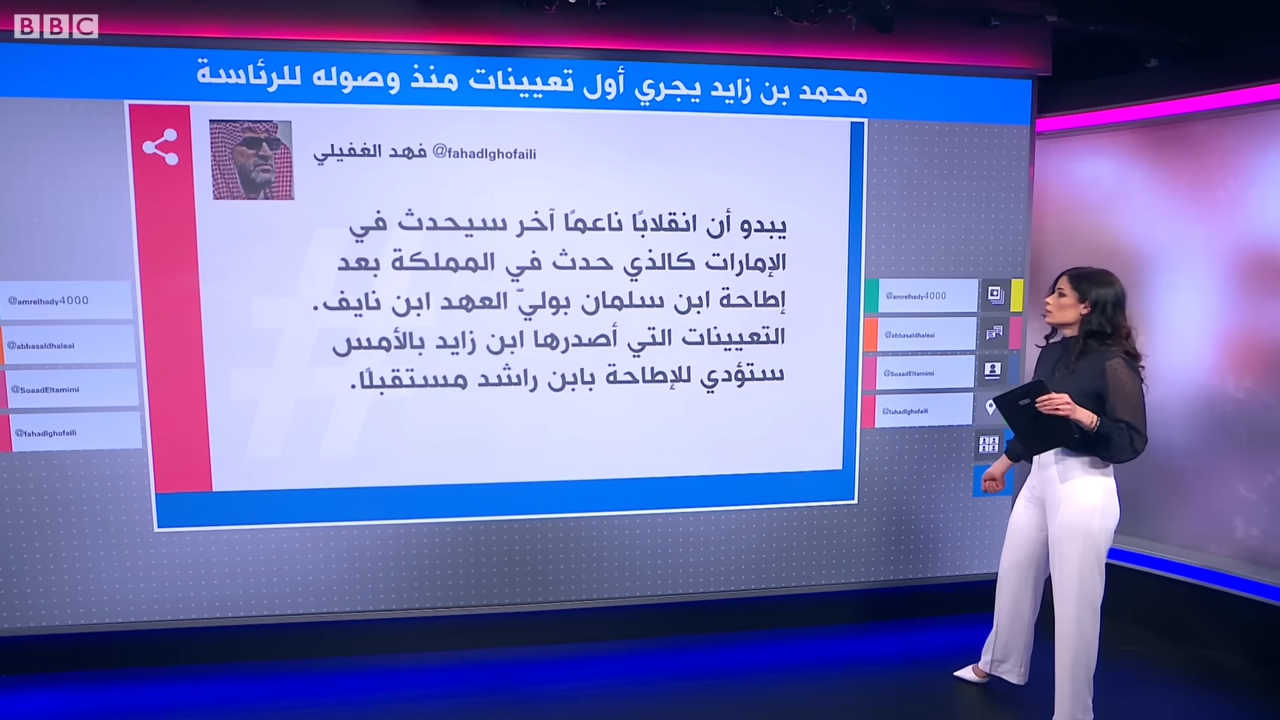 BBC
محمد بن زايد يجري أول تعيينات منذ وصوله للرئاسة
فهد الغفيلي @fahadlghofaili
يبدو أن انقلابًا ناعمًا آخر سيحدث في
الإمارات كالذي حدث في المملكة بعد
إطاحة ابن سلمان بوليّ العهد ابن نايف.
التعيينات التي أصدرها ابن زايد بالأمس
ستؤدي للإطاحة بابن راشد مستقبلًا.
@amrelhady4000
@abbasaldhaleai
@SoaadEltamimi
@fahadlghofaili
@amrelhady4000
@abbasaldhaleai
@SoaadEltamimi
@fahadlghofaili